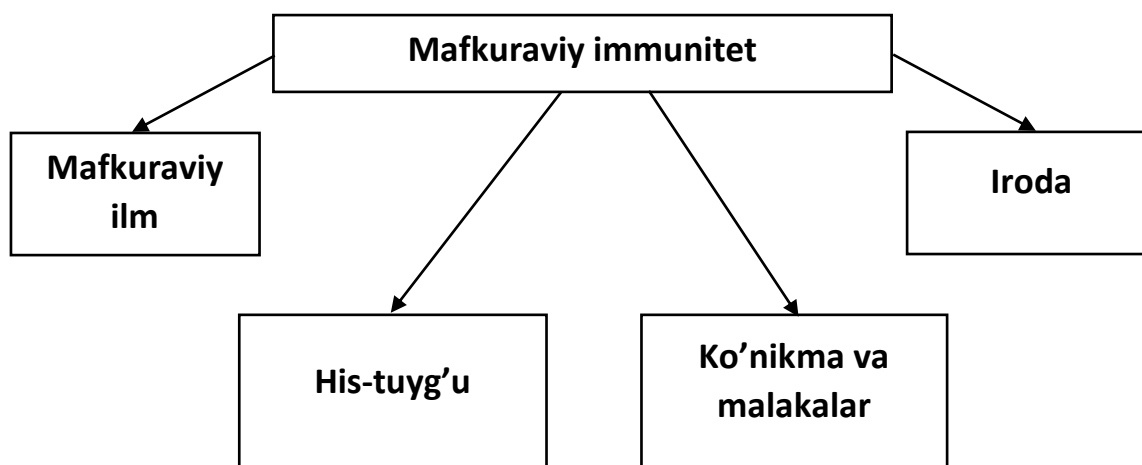 Mafkuraviy immunitet
Mafkuraviy
ilm
Iroda
His-tuyg’u
Ko’nikma va
malakalar